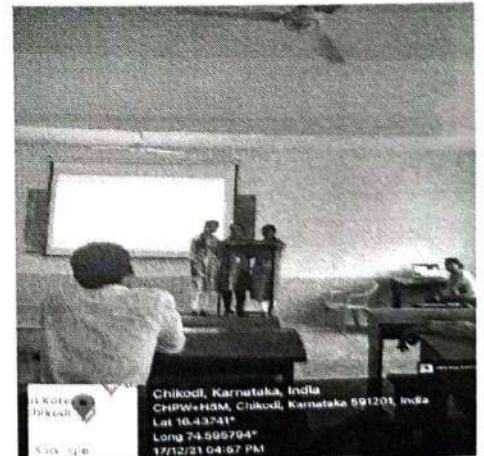 Chikodi, Karnataka, India
CHPW+H8M, Chikodi, Karnataka 591201, India
Lat 16.43741°
Long 74.595794°
17/12/21 04:57 PM
Chikodi
Google